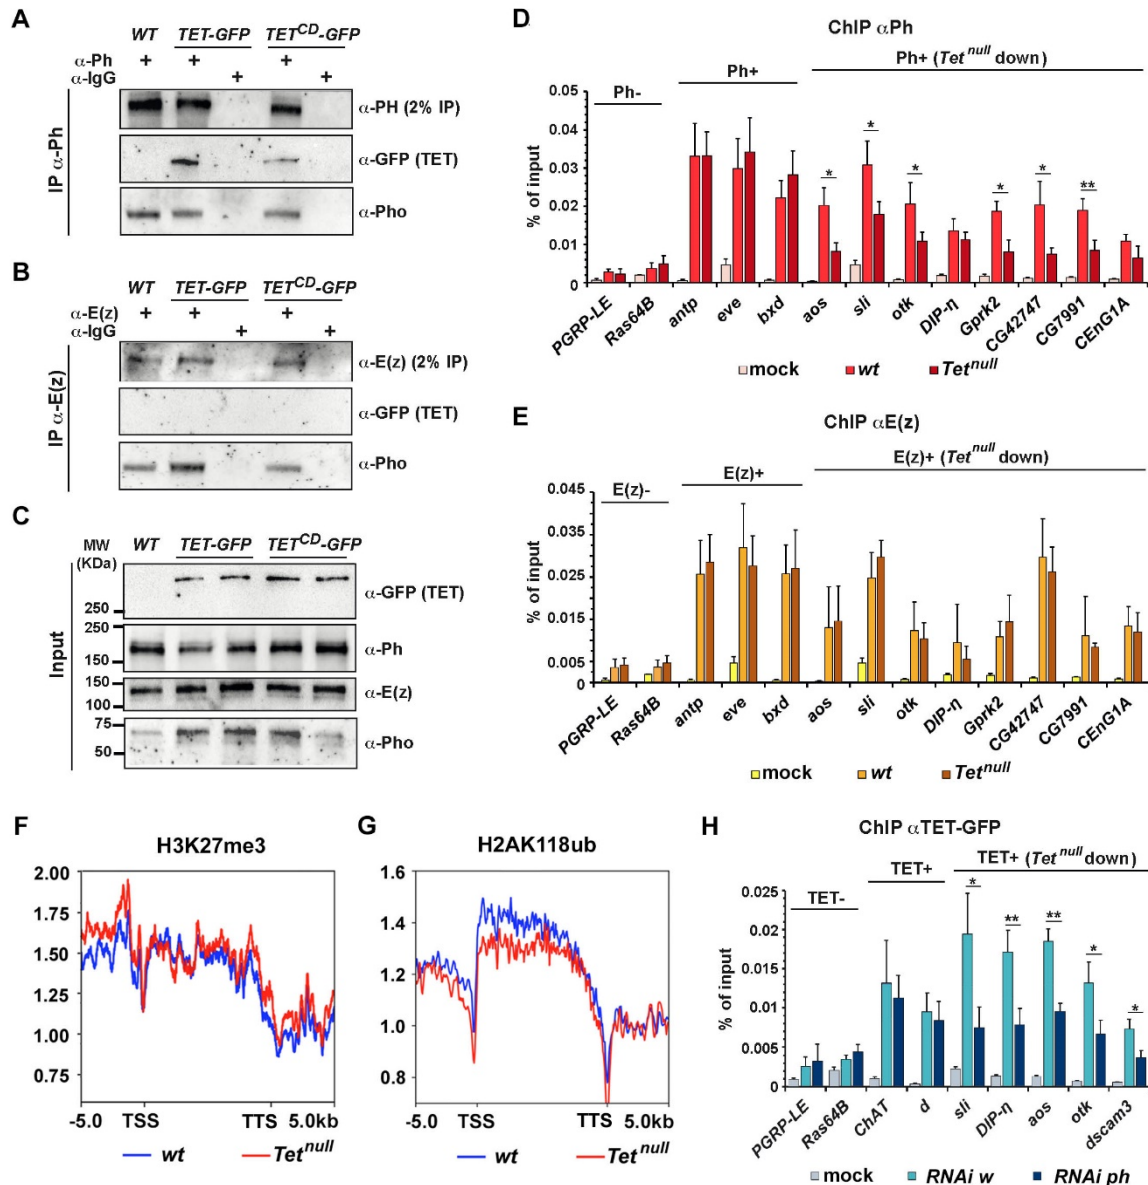 A
WT TET-GFP TET^CD-GFP
α-Ph + + +
α-IgG + +
IP α-Ph
α-PH (2% IP)
α-GFP (TET)
α-Pho
B
WT TET-GFP TET^CD-GFP
α-E(z) + + +
α-IgG + +
IP α-E(z)
α-E(z) (2% IP)
α-GFP (TET)
α-Pho
C
MW (KDa)
WT TET-GFP TET^CD-GFP
Input
250
α-GFP (TET)
250
150
α-Ph
150
100
α-E(z)
75
50
α-Pho
D
ChIP αPh
Ph-
Ph+
Ph+ (Tet^null down)
% of input
0.05
0.04
0.03
0.02
0.01
0
* * * * * **
PGRP-LE Ras64B antp eve bxd aos sli otk DIP-η Gprk2 CG42747 CG7991 CEnG1A
mock wt Tet^null
E
ChIP αE(z)
E(z)-
E(z)+
E(z)+ (Tet^null down)
% of input
0.045
0.035
0.025
0.015
0.005
0
PGRP-LE Ras64B antp eve bxd aos sli otk DIP-η Gprk2 CG42747 CG7991 CEnG1A
mock wt Tet^null
F
H3K27me3
2.00
1.75
1.50
1.25
1.00
0.75
-5.0 TSS TTS 5.0kb
wt Tet^null
G
H2AK118ub
1.6
1.4
1.2
1.0
0.8
-5.0 TSS TTS 5.0kb
wt Tet^null
H
ChIP αTET-GFP
TET-
TET+
TET+ (Tet^null down)
% of input
0.025
0.02
0.015
0.01
0.005
0
* ** ** * *
PGRP-LE Ras64B ChAT d sli DIP-η aos otk dscam3
mock RNAi w RNAi ph